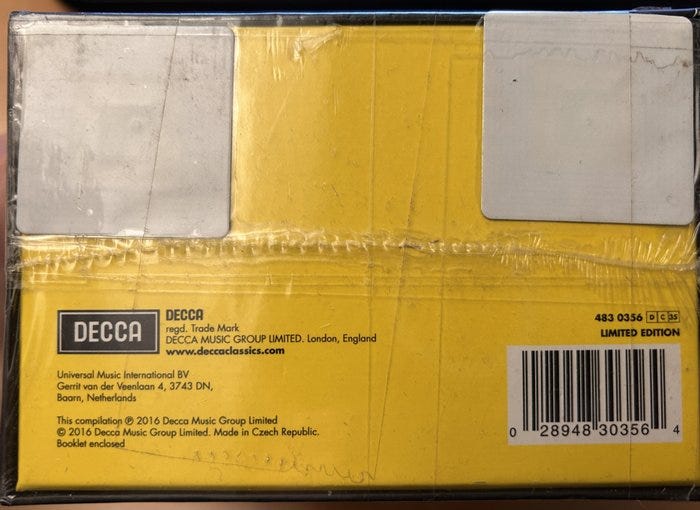 DECCA
DECCA
regd. Trade Mark
DECCA MUSIC GROUP LIMITED. London, England
www.deccaclassics.com
Universal Music International BV
Gerrit van der Veenlaan 4, 3743 DN,
Baarn, Netherlands
This compilation ℗ 2016 Decca Music Group Limited
© 2016 Decca Music Group Limited. Made in Czech Republic.
Booklet enclosed
483 0356 D C 35
LIMITED EDITION
0 28948 30356 4